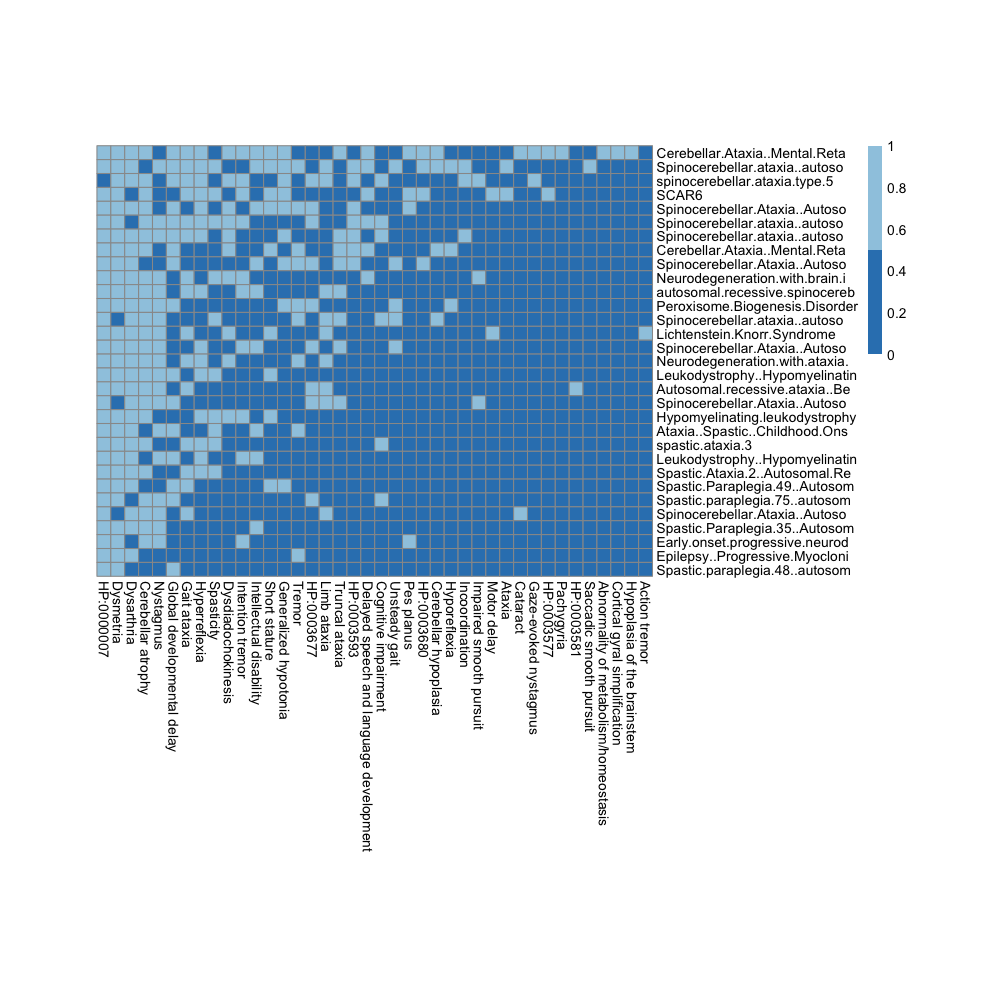 Cerebellar.Ataxia..Mental.Reta
Spinocerebellar.ataxia..autoso
spinocerebellar.ataxia.type.5
SCAR6
Spinocerebellar.Ataxia..Autoso
Spinocerebellar.ataxia..autoso
Spinocerebellar.ataxia..autoso
Cerebellar.Ataxia..Mental.Reta
Spinocerebellar.Ataxia..Autoso
Neurodegeneration.with.brain.i
autosomal.recessive.spinocereb
Peroxisome.Biogenesis.Disorder
Spinocerebellar.ataxia..autoso
Lichtenstein.Knorr.Syndrome
Spinocerebellar.Ataxia..Autoso
Neurodegeneration.with.ataxia.
Leukodystrophy..Hypomyelinatin
Autosomal.recessive.ataxia..Be
Spinocerebellar.Ataxia..Autoso
Hypomyelinating.leukodystrophy
Ataxia..Spastic..Childhood.Ons
spastic.ataxia.3
Leukodystrophy..Hypomyelinatin
Spastic.Ataxia.2..Autosomal.Re
Spastic.Paraplegia.49..Autosom
Spastic.paraplegia.75..autosom
Spinocerebellar.Ataxia..Autoso
Spastic.Paraplegia.35..Autosom
Early.onset.progressive.neurod
Epilepsy..Progressive.Myocloni
Spastic.paraplegia.48..autosom
1
0.8
0.6
0.4
0.2
0
HP:0000007
Dysmetria
Dysarthria
Cerebellar atrophy
Nystagmus
Global developmental delay
Gait ataxia
Hyperreflexia
Spasticity
Dysdiadochokinesis
Intention tremor
Intellectual disability
Short stature
Generalized hypotonia
Tremor
HP:0003677
Limb ataxia
Truncal ataxia
HP:0003593
Delayed speech and language development
Cognitive impairment
Unsteady gait
Pes planus
HP:0003680
Cerebellar hypoplasia
Hyporeflexia
Incoordination
Impaired smooth pursuit
Motor delay
Ataxia
Cataract
Gaze-evoked nystagmus
HP:0003577
Pachygyria
HP:0003581
Saccadic smooth pursuit
Abnormality of metabolism/homeostasis
Cortical gyral simplification
Hypoplasia of the brainstem
Action tremor